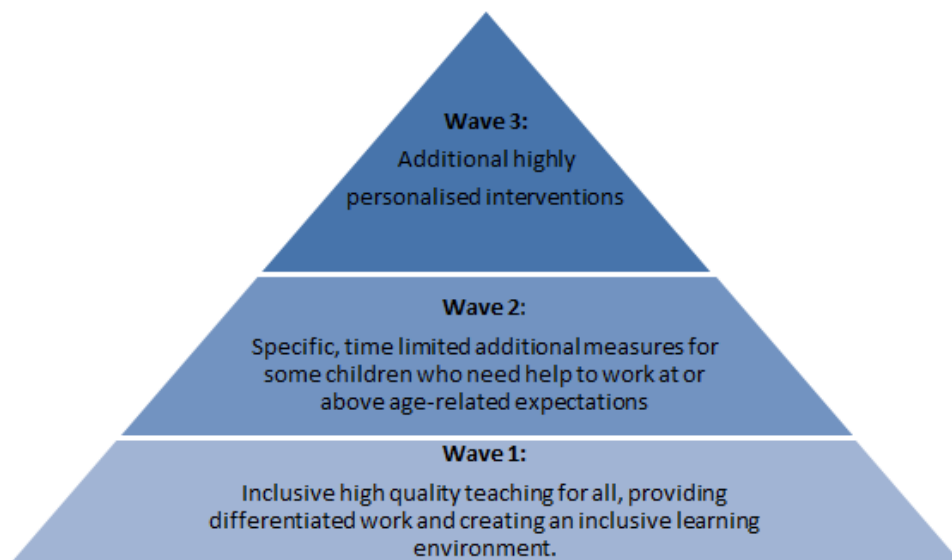 Wave 3:
Additional highly
personalised interventions
Wave 2:
Specific, time limited additional measures for
some children who need help to work at or
above age-related expectations
Wave 1:
Inclusive high quality teaching for all, providing
differentiated work and creating an inclusive learning
environment.